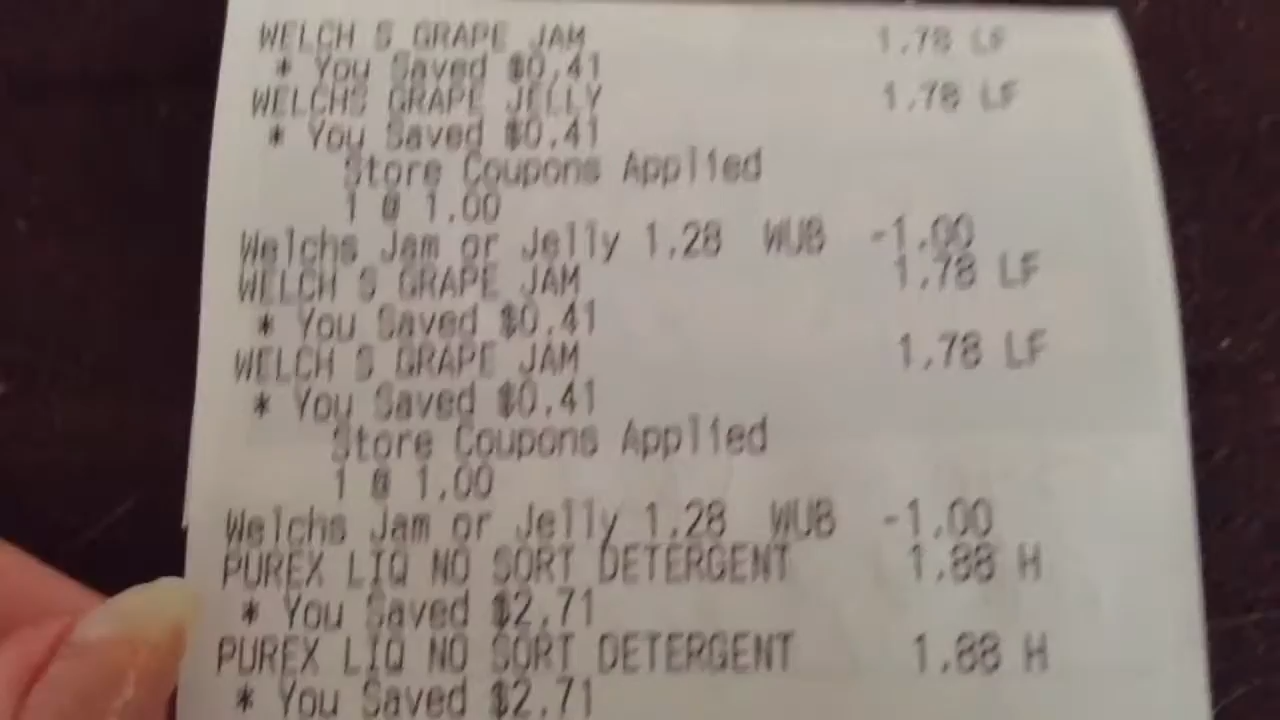 WELCH S GRAPE JAM 1.78 LF
* You Saved $0.41
WELCHS GRAPE JELLY 1.78 LF
* You Saved $0.41
Store Coupons Applied
1 @ 1.00
Welchs Jam or Jelly 1.28 WUB -1.00
WELCH S GRAPE JAM 1.78 LF
* You Saved $0.41
WELCH S GRAPE JAM 1.78 LF
* You Saved $0.41
Store Coupons Applied
1 @ 1.00
Welchs Jam or Jelly 1.28 WUB -1.00
PUREX LIQ NO SORT DETERGENT 1.88 H
* You Saved $2.71
PUREX LIQ NO SORT DETERGENT 1.88 H
* You Saved $2.71